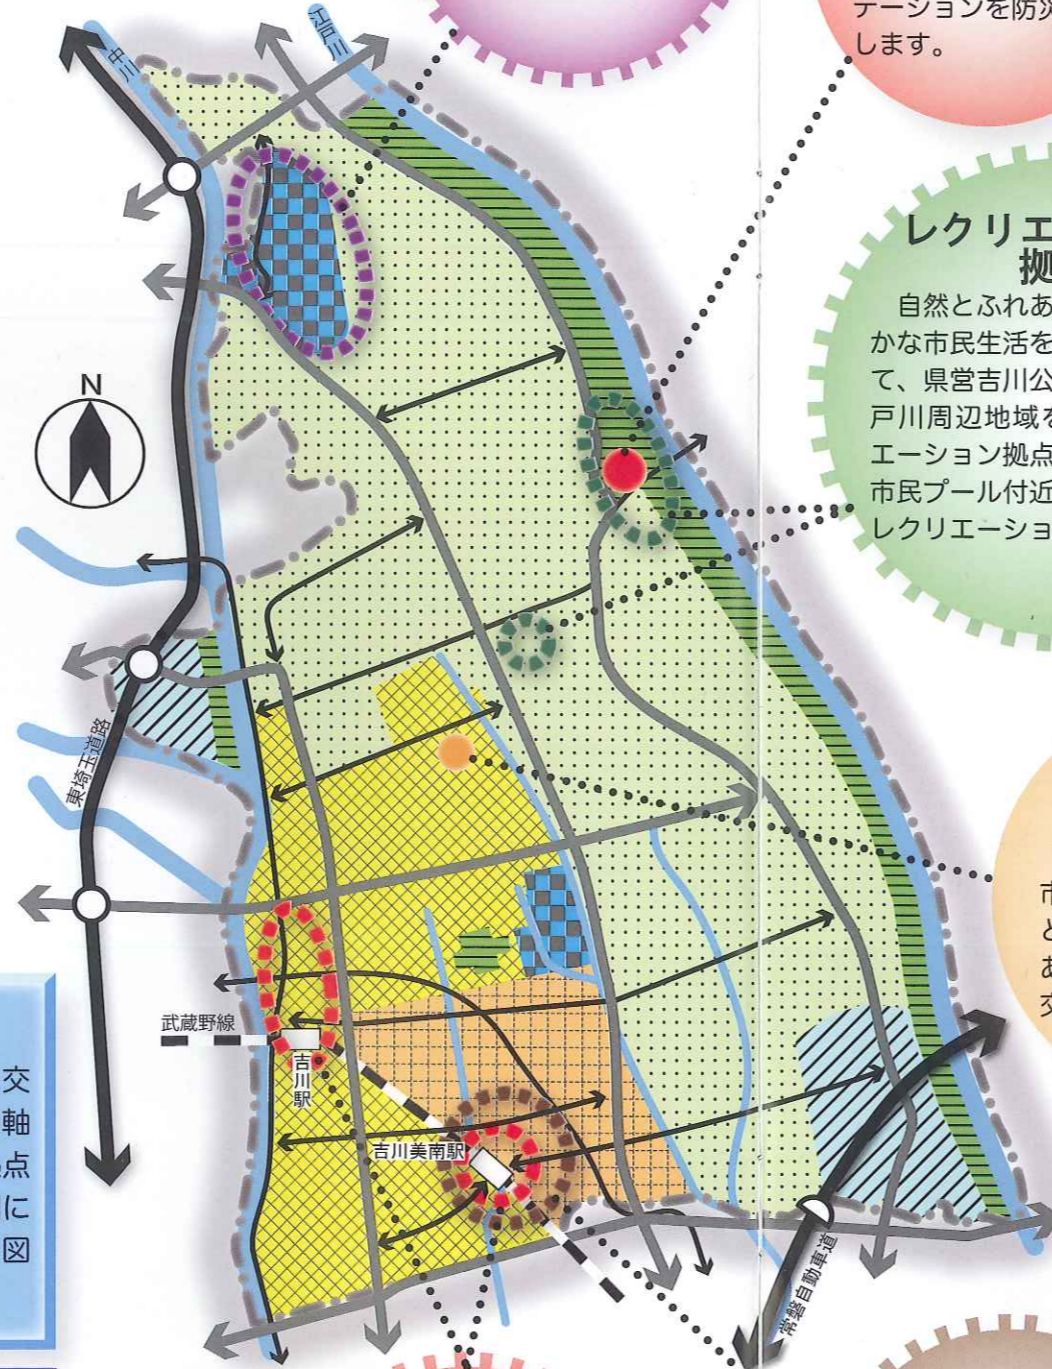 テーションを防災
します。
江戸川
中川
レクリエ
拠
自然とふれあ
かな市民生活を
て、県営吉川公
戸川周辺地域を
エーション拠点
市民プール付近
レクリエーショ
N
東埼玉道路
市
と
あ
交
武蔵野線
吉川駅
吉川美南駅
交
軸
点
に
図
常磐自動車道